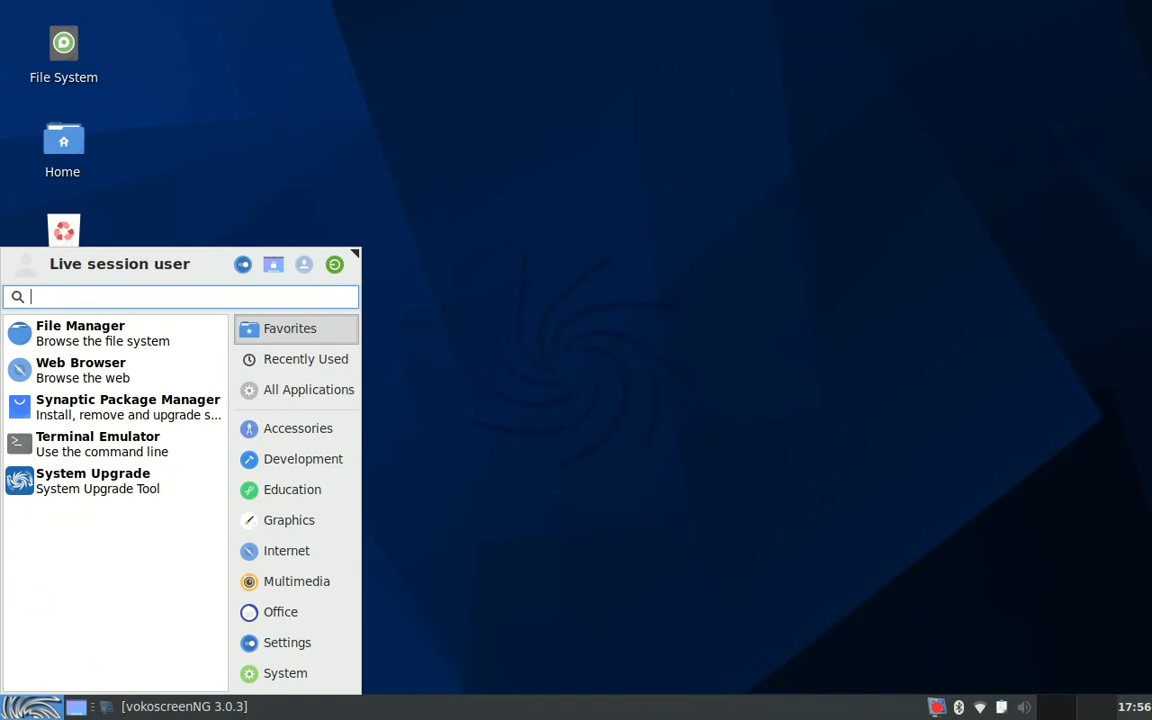 File System
Home
Live session user
File Manager
Browse the file system
Web Browser
Browse the web
Synaptic Package Manager
Install, remove and upgrade s...
Terminal Emulator
Use the command line
System Upgrade
System Upgrade Tool
Favorites
Recently Used
All Applications
Accessories
Development
Education
Graphics
Internet
Multimedia
Office
Settings
System
[vokoscreenNG 3.0.3]
17:56